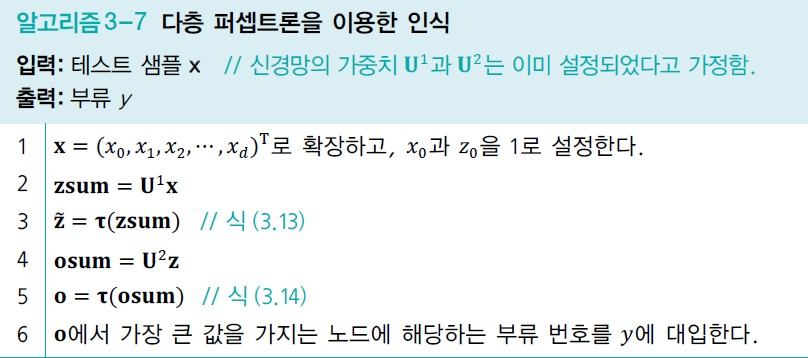 알고리즘 3-7 다층 퍼셉트론을 이용한 인식
입력: 테스트 샘플 x // 신경망의 가중치 U¹과 U²는 이미 설정되었다고 가정함.
출력: 부류 y
1 x = (x₀, x₁, x₂, ⋯, x_d)ᵀ로 확장하고, x₀과 z₀을 1로 설정한다.
2 zsum = U¹x
3 z̃ = τ(zsum) // 식 (3.13)
4 osum = U²z
5 o = τ(osum) // 식 (3.14)
6 o에서 가장 큰 값을 가지는 노드에 해당하는 부류 번호를 y에 대입한다.